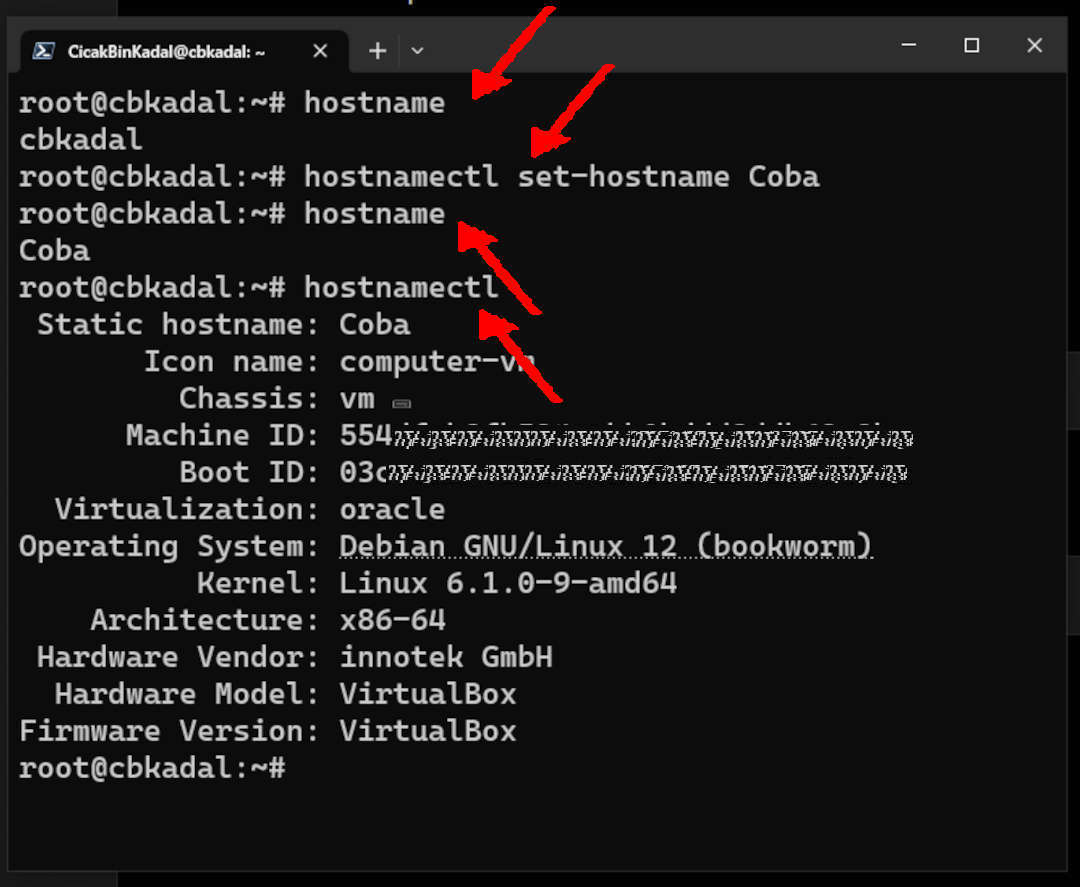 CicakBinKadal@cbkadal: ~
root@cbkadal:~# hostname
cbkadal
root@cbkadal:~# hostnamectl set-hostname Coba
root@cbkadal:~# hostname
Coba
root@cbkadal:~# hostnamectl
Static hostname: Coba
Icon name: computer-vm
Chassis: vm
Machine ID: 554
Boot ID: 03c
Virtualization: oracle
Operating System: Debian GNU/Linux 12 (bookworm)
Kernel: Linux 6.1.0-9-amd64
Architecture: x86-64
Hardware Vendor: innotek GmbH
Hardware Model: VirtualBox
Firmware Version: VirtualBox
root@cbkadal:~#